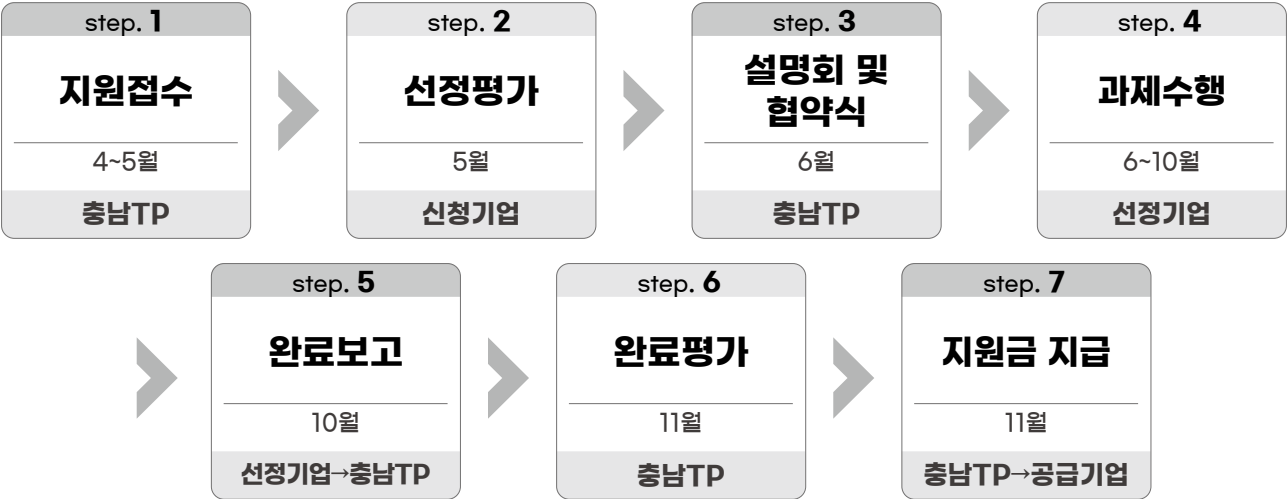 step. 1
지원접수
4~5월
충남TP
step. 2
선정평가
5월
신청기업
step. 3
설명회 및
협약식
6월
충남TP
step. 4
과제수행
6~10월
선정기업
step. 5
완료보고
10월
선정기업→충남TP
step. 6
완료평가
11월
충남TP
step. 7
지원금 지급
11월
충남TP→공급기업